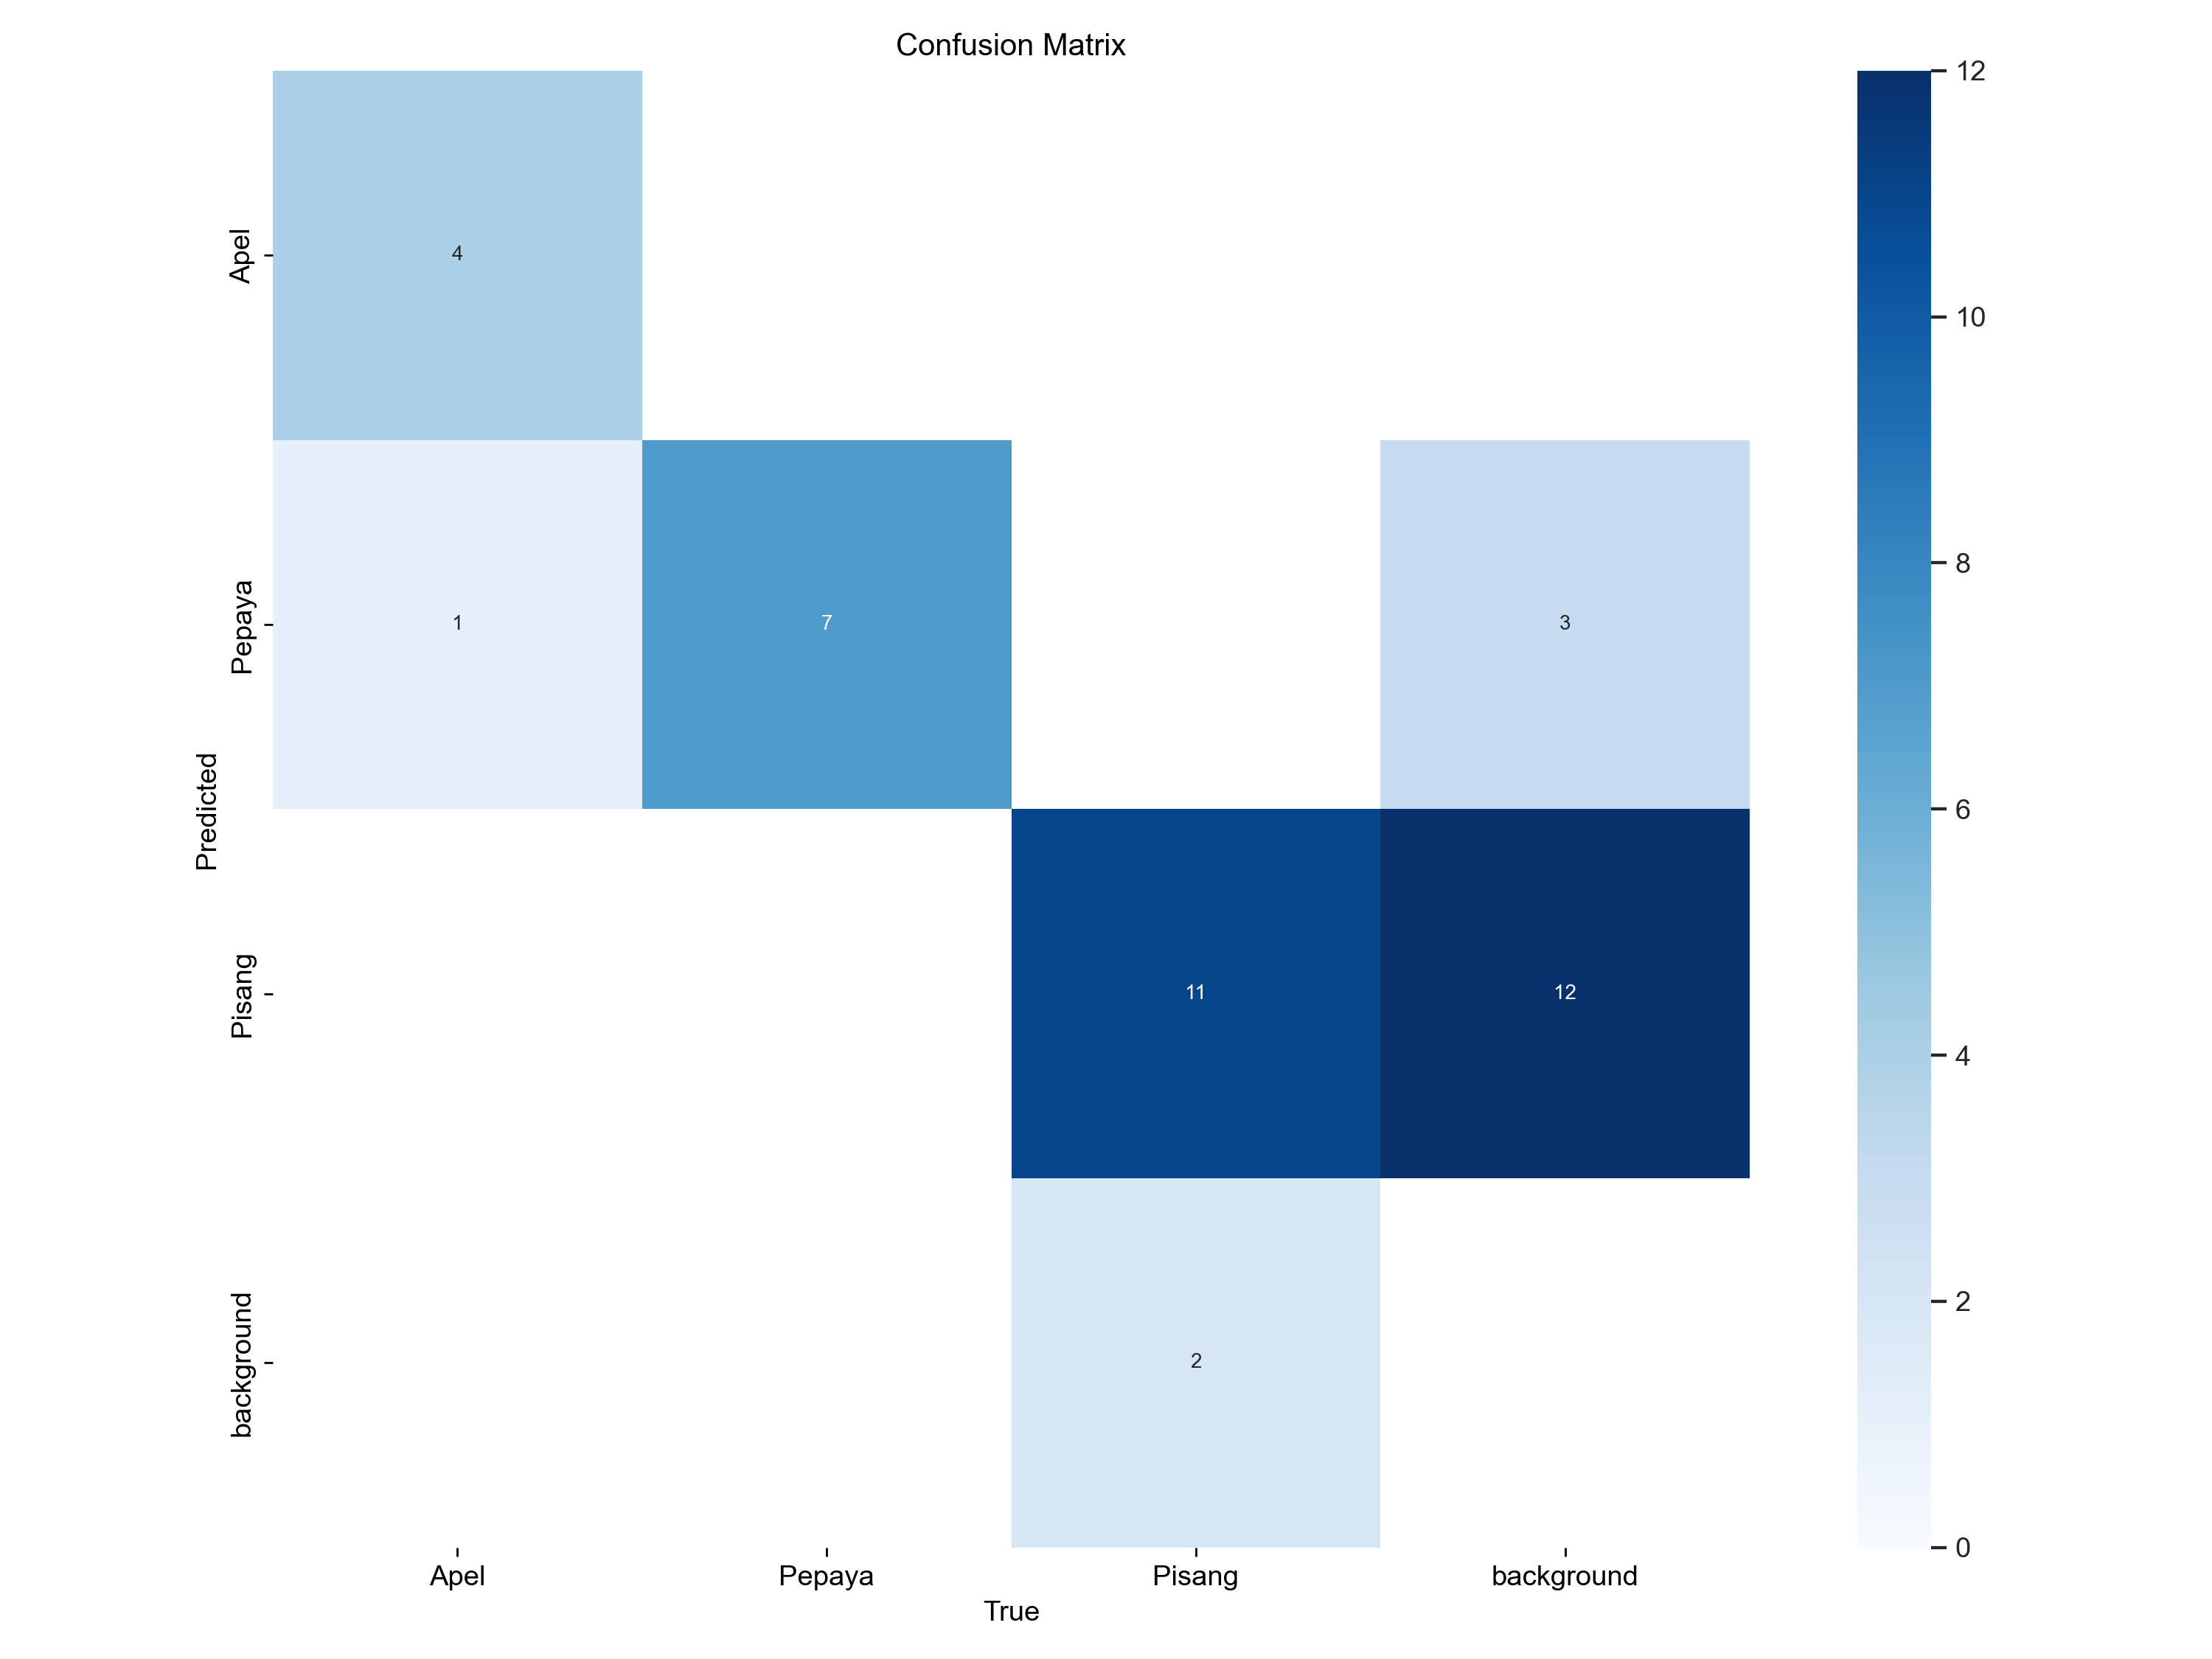 Confusion Matrix
Predicted
Apel
4
Pepaya
1 7 3
Pisang
11 12
background
2
Apel Pepaya Pisang background
True
12
10
8
6
4
2
0